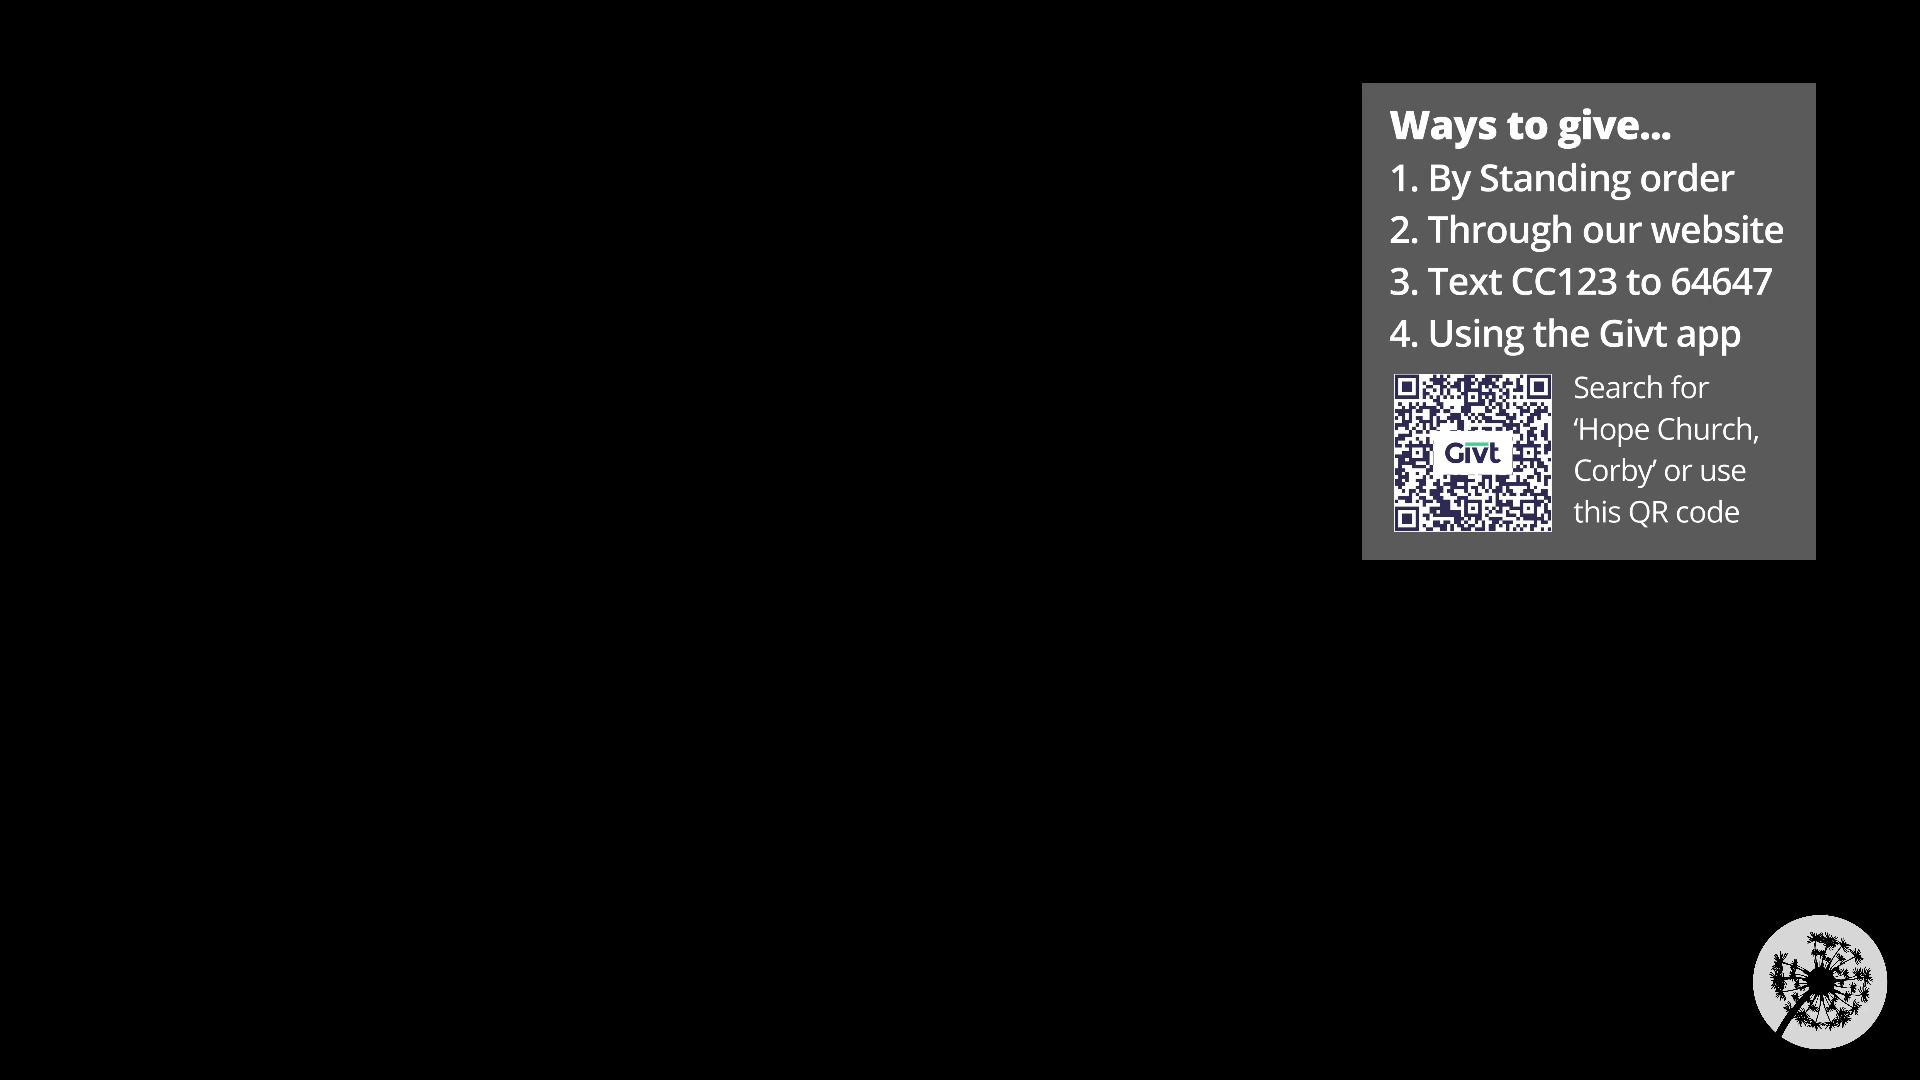 Ways to give...
1. By Standing order
2. Through our website
3. Text CC123 to 64647
4. Using the Givt app
Givt
Search for
‘Hope Church,
Corby’ or use
this QR code